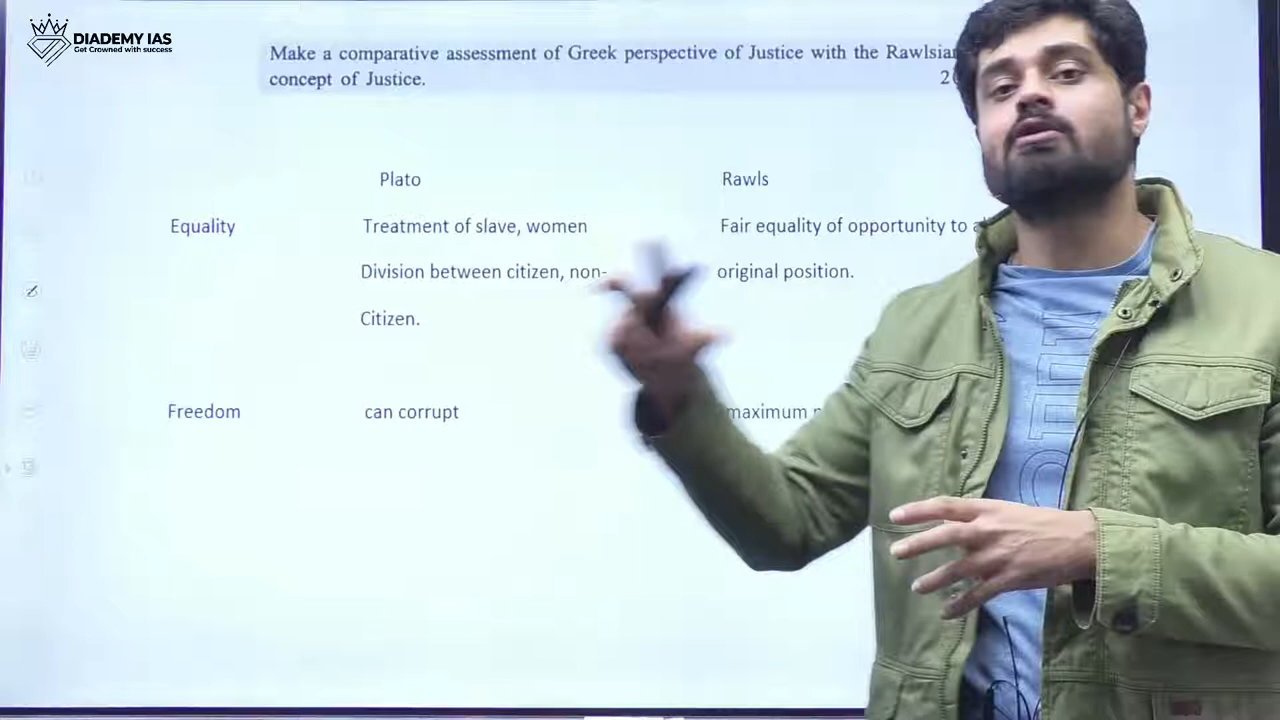 DIADEMY IAS
Get Crowned with success
Make a comparative assessment of Greek perspective of Justice with the Rawlsian
concept of Justice.
Plato Rawls
Equality Treatment of slave, women Fair equality of opportunity to
Division between citizen, non- original position.
Citizen.
Freedom can corrupt maximum